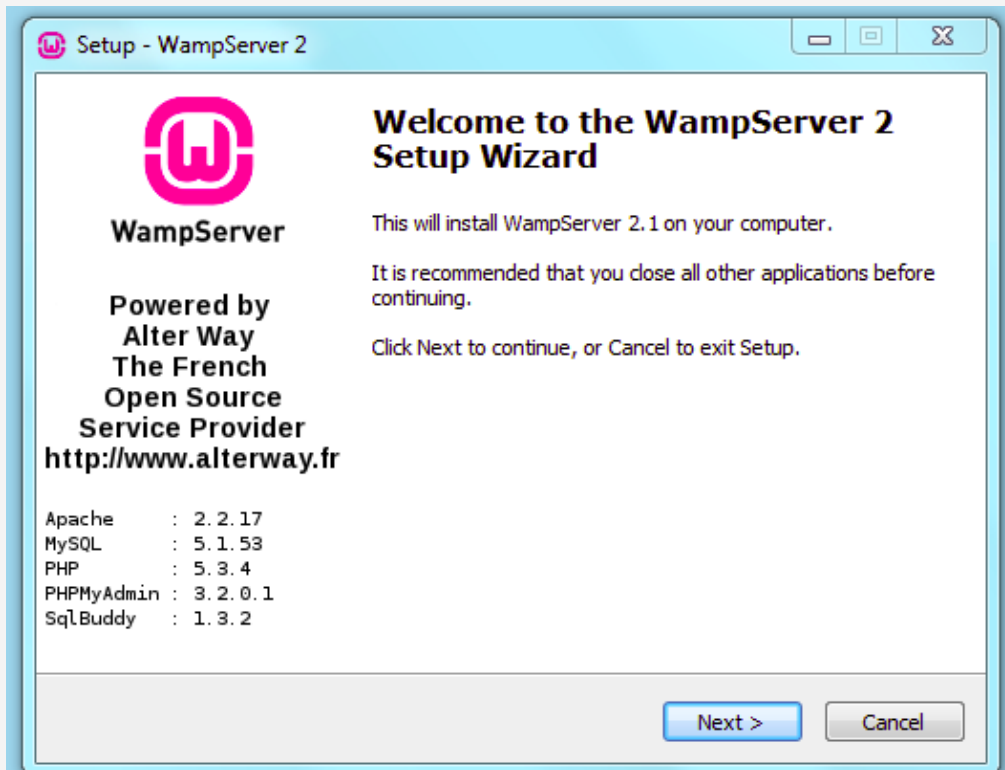 Setup - WampServer 2
WampServer
Powered by
Alter Way
The French
Open Source
Service Provider
http://www.alterway.fr
Apache : 2.2.17
MySQL : 5.1.53
PHP : 5.3.4
PHPMyAdmin : 3.2.0.1
SqlBuddy : 1.3.2
Welcome to the WampServer 2
Setup Wizard
This will install WampServer 2.1 on your computer.
It is recommended that you close all other applications before
continuing.
Click Next to continue, or Cancel to exit Setup.
Next >
Cancel